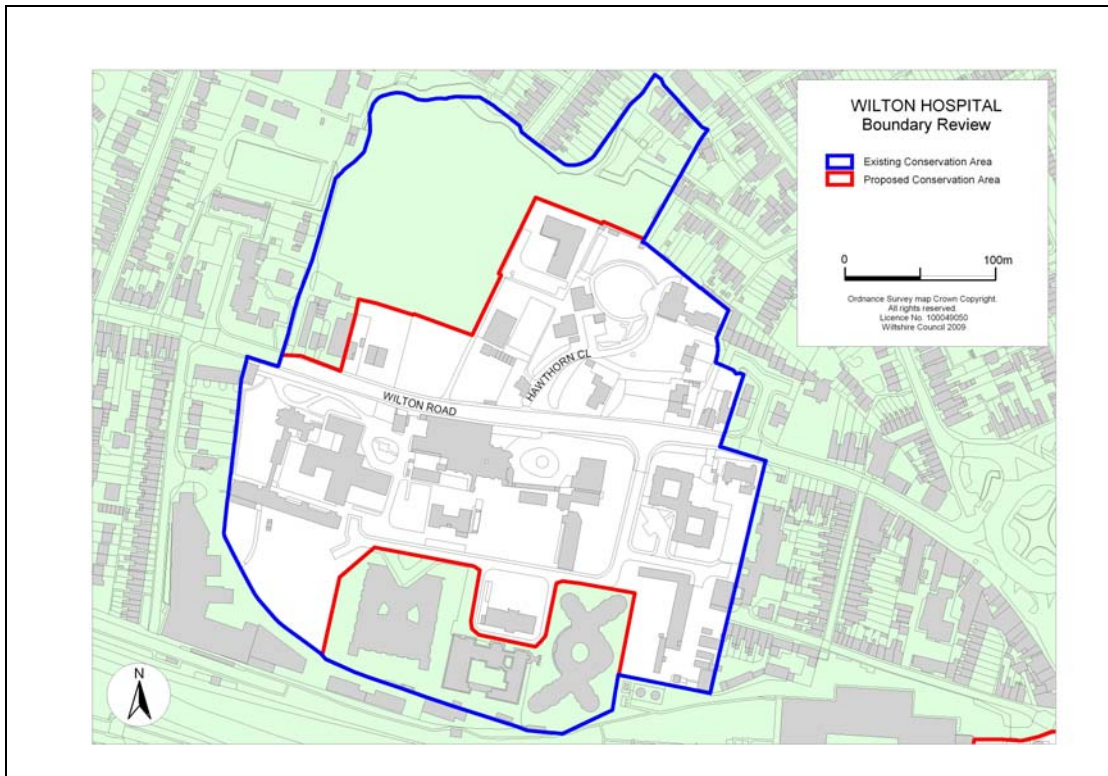 WILTON HOSPITAL
Boundary Review
Existing Conservation Area
Proposed Conservation Area
0 100m
Ordnance Survey map Crown Copyright.
All rights reserved.
Licence No. 100049050
Wiltshire Council 2009
HAWTHORN CL
WILTON ROAD
N